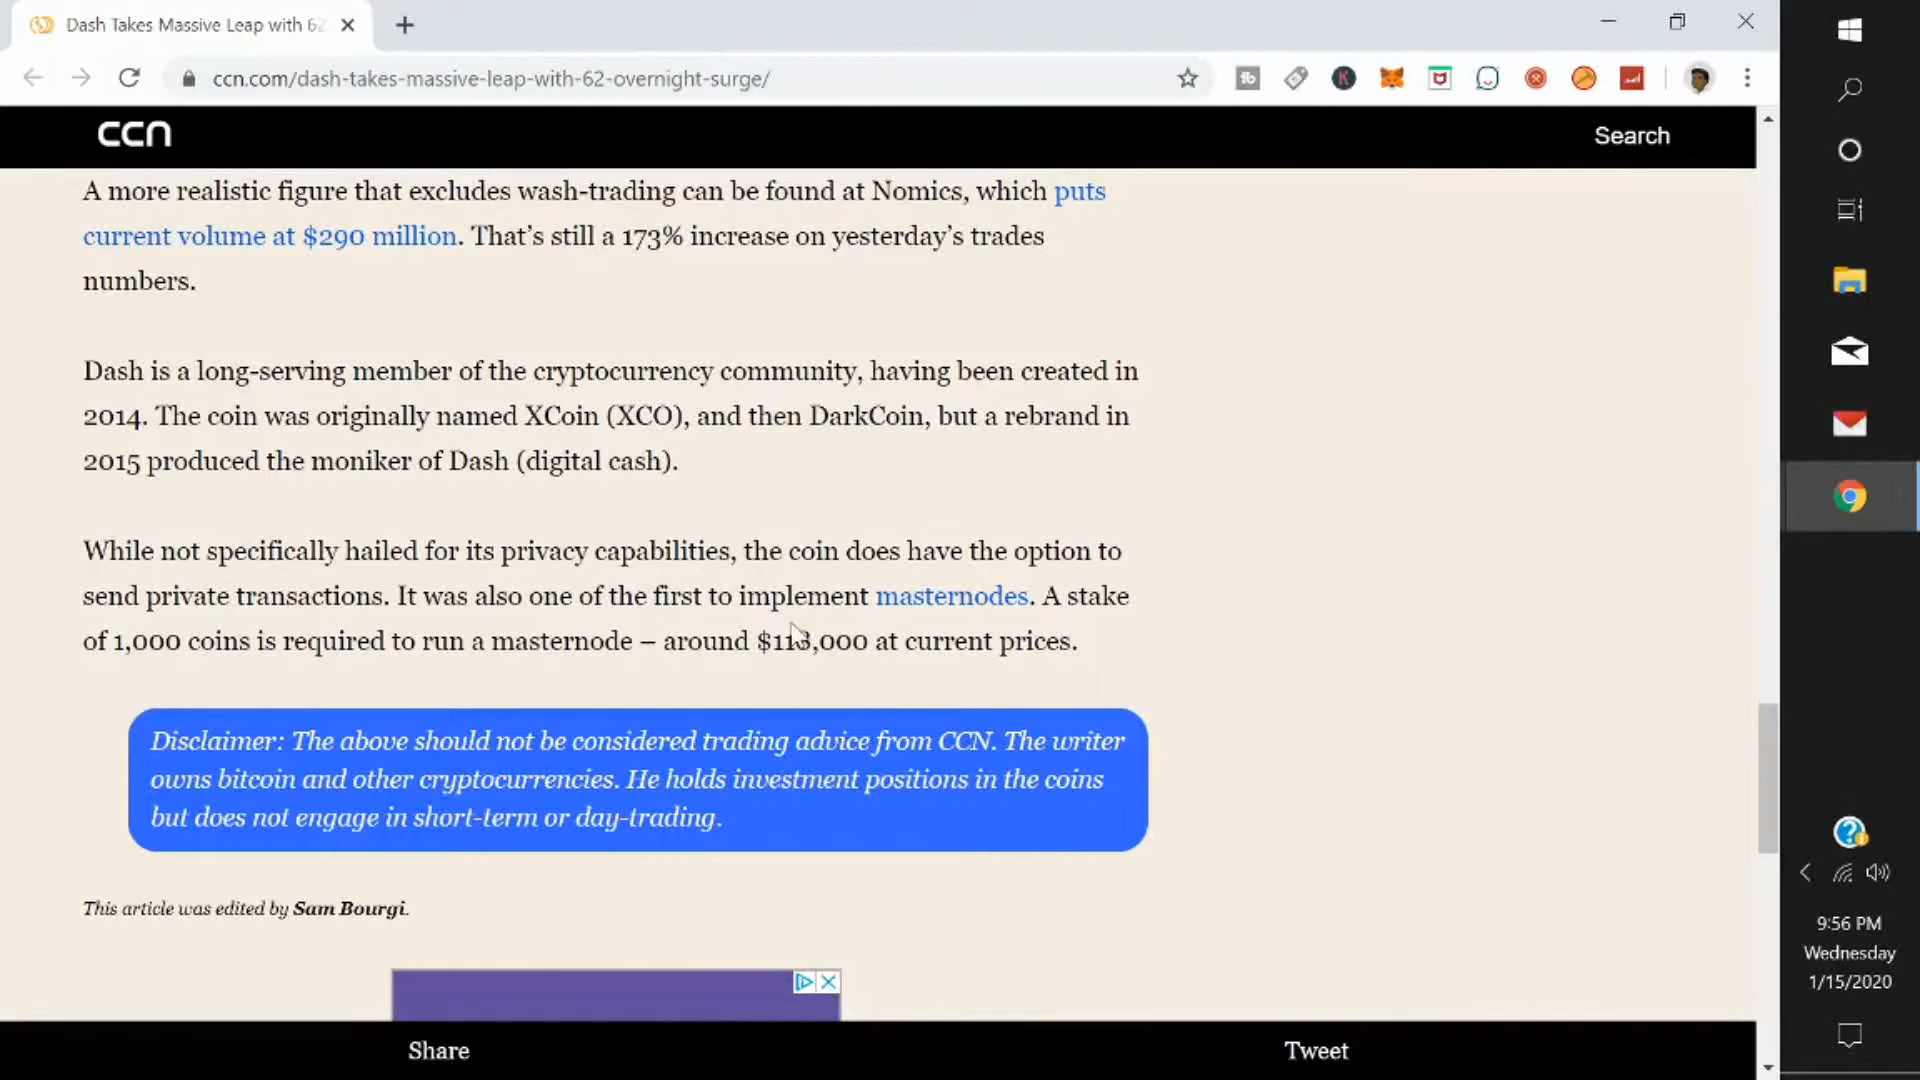 Dash Takes Massive Leap with 62
ccn.com/dash-takes-massive-leap-with-62-overnight-surge/
ccn
Search
A more realistic figure that excludes wash-trading can be found at Nomics, which puts
current volume at $290 million. That’s still a 173% increase on yesterday’s trades
numbers.
Dash is a long-serving member of the cryptocurrency community, having been created in
2014. The coin was originally named XCoin (XCO), and then DarkCoin, but a rebrand in
2015 produced the moniker of Dash (digital cash).
While not specifically hailed for its privacy capabilities, the coin does have the option to
send private transactions. It was also one of the first to implement masternodes. A stake
of 1,000 coins is required to run a masternode – around $113,000 at current prices.
Disclaimer: The above should not be considered trading advice from CCN. The writer
owns bitcoin and other cryptocurrencies. He holds investment positions in the coins
but does not engage in short-term or day-trading.
This article was edited by Sam Bourgi.
Share
Tweet
9:56 PM
Wednesday
1/15/2020